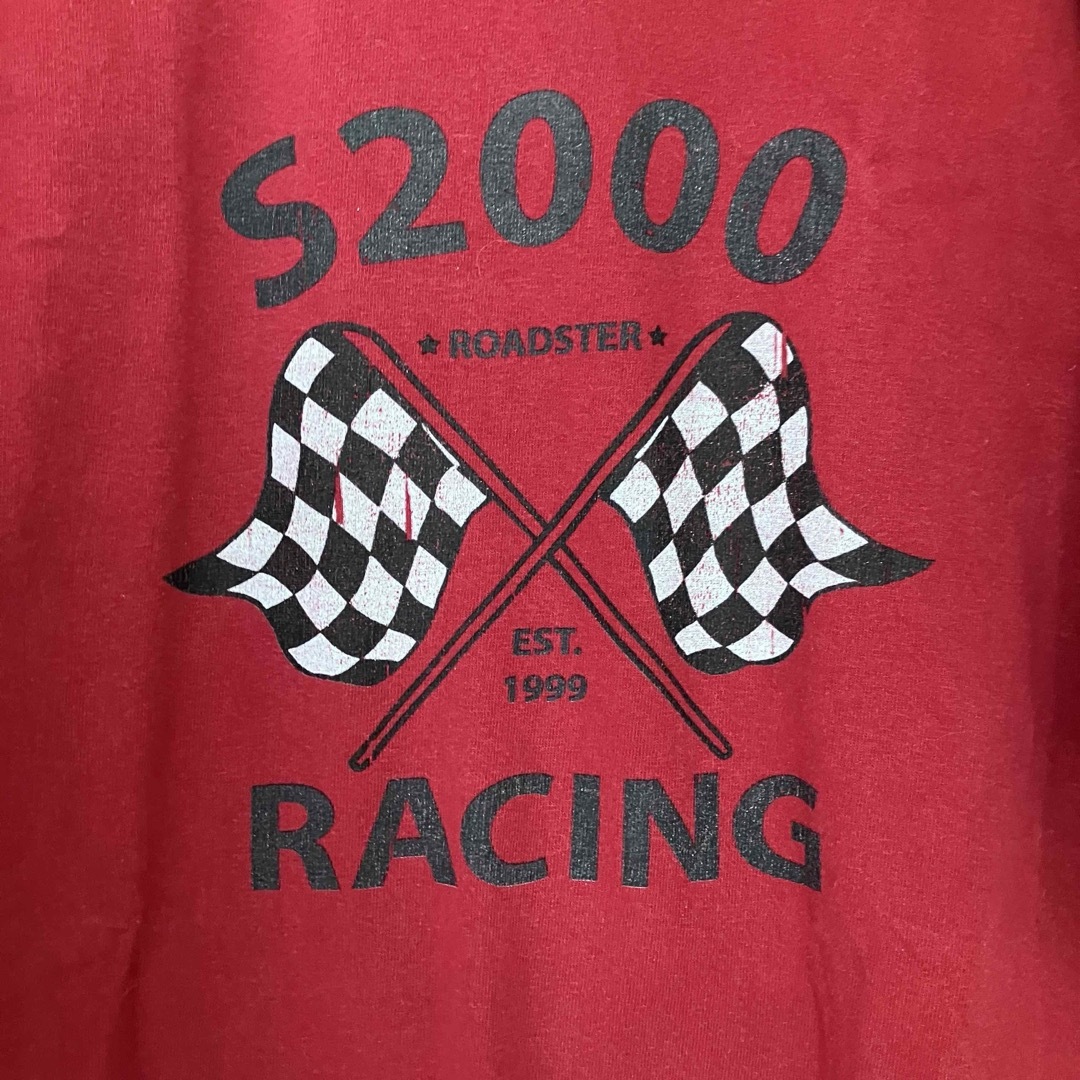 S2000
★ROADSTER★
EST.
1999
RACING